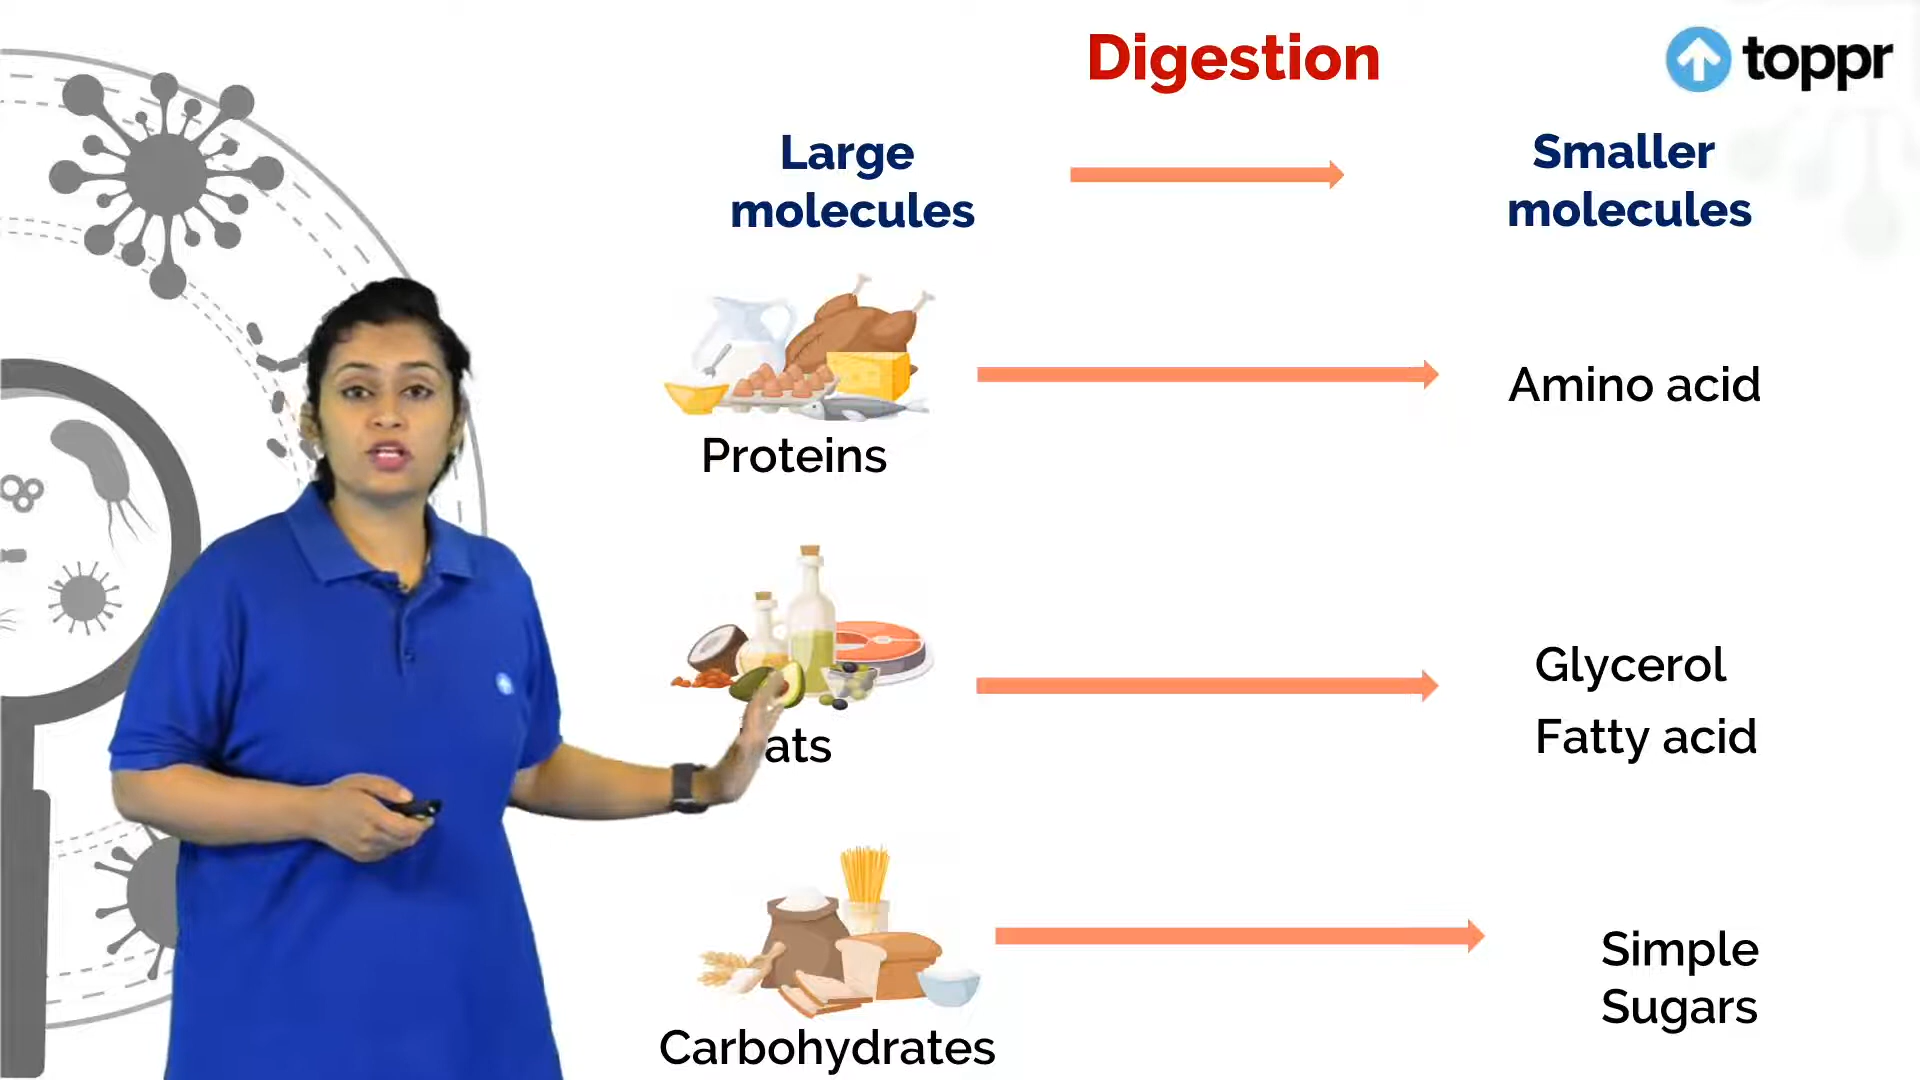 Digestion
toppr
Large
molecules
Smaller
molecules
Proteins
Amino acid
ats
Glycerol
Fatty acid
Carbohydrates
Simple
Sugars